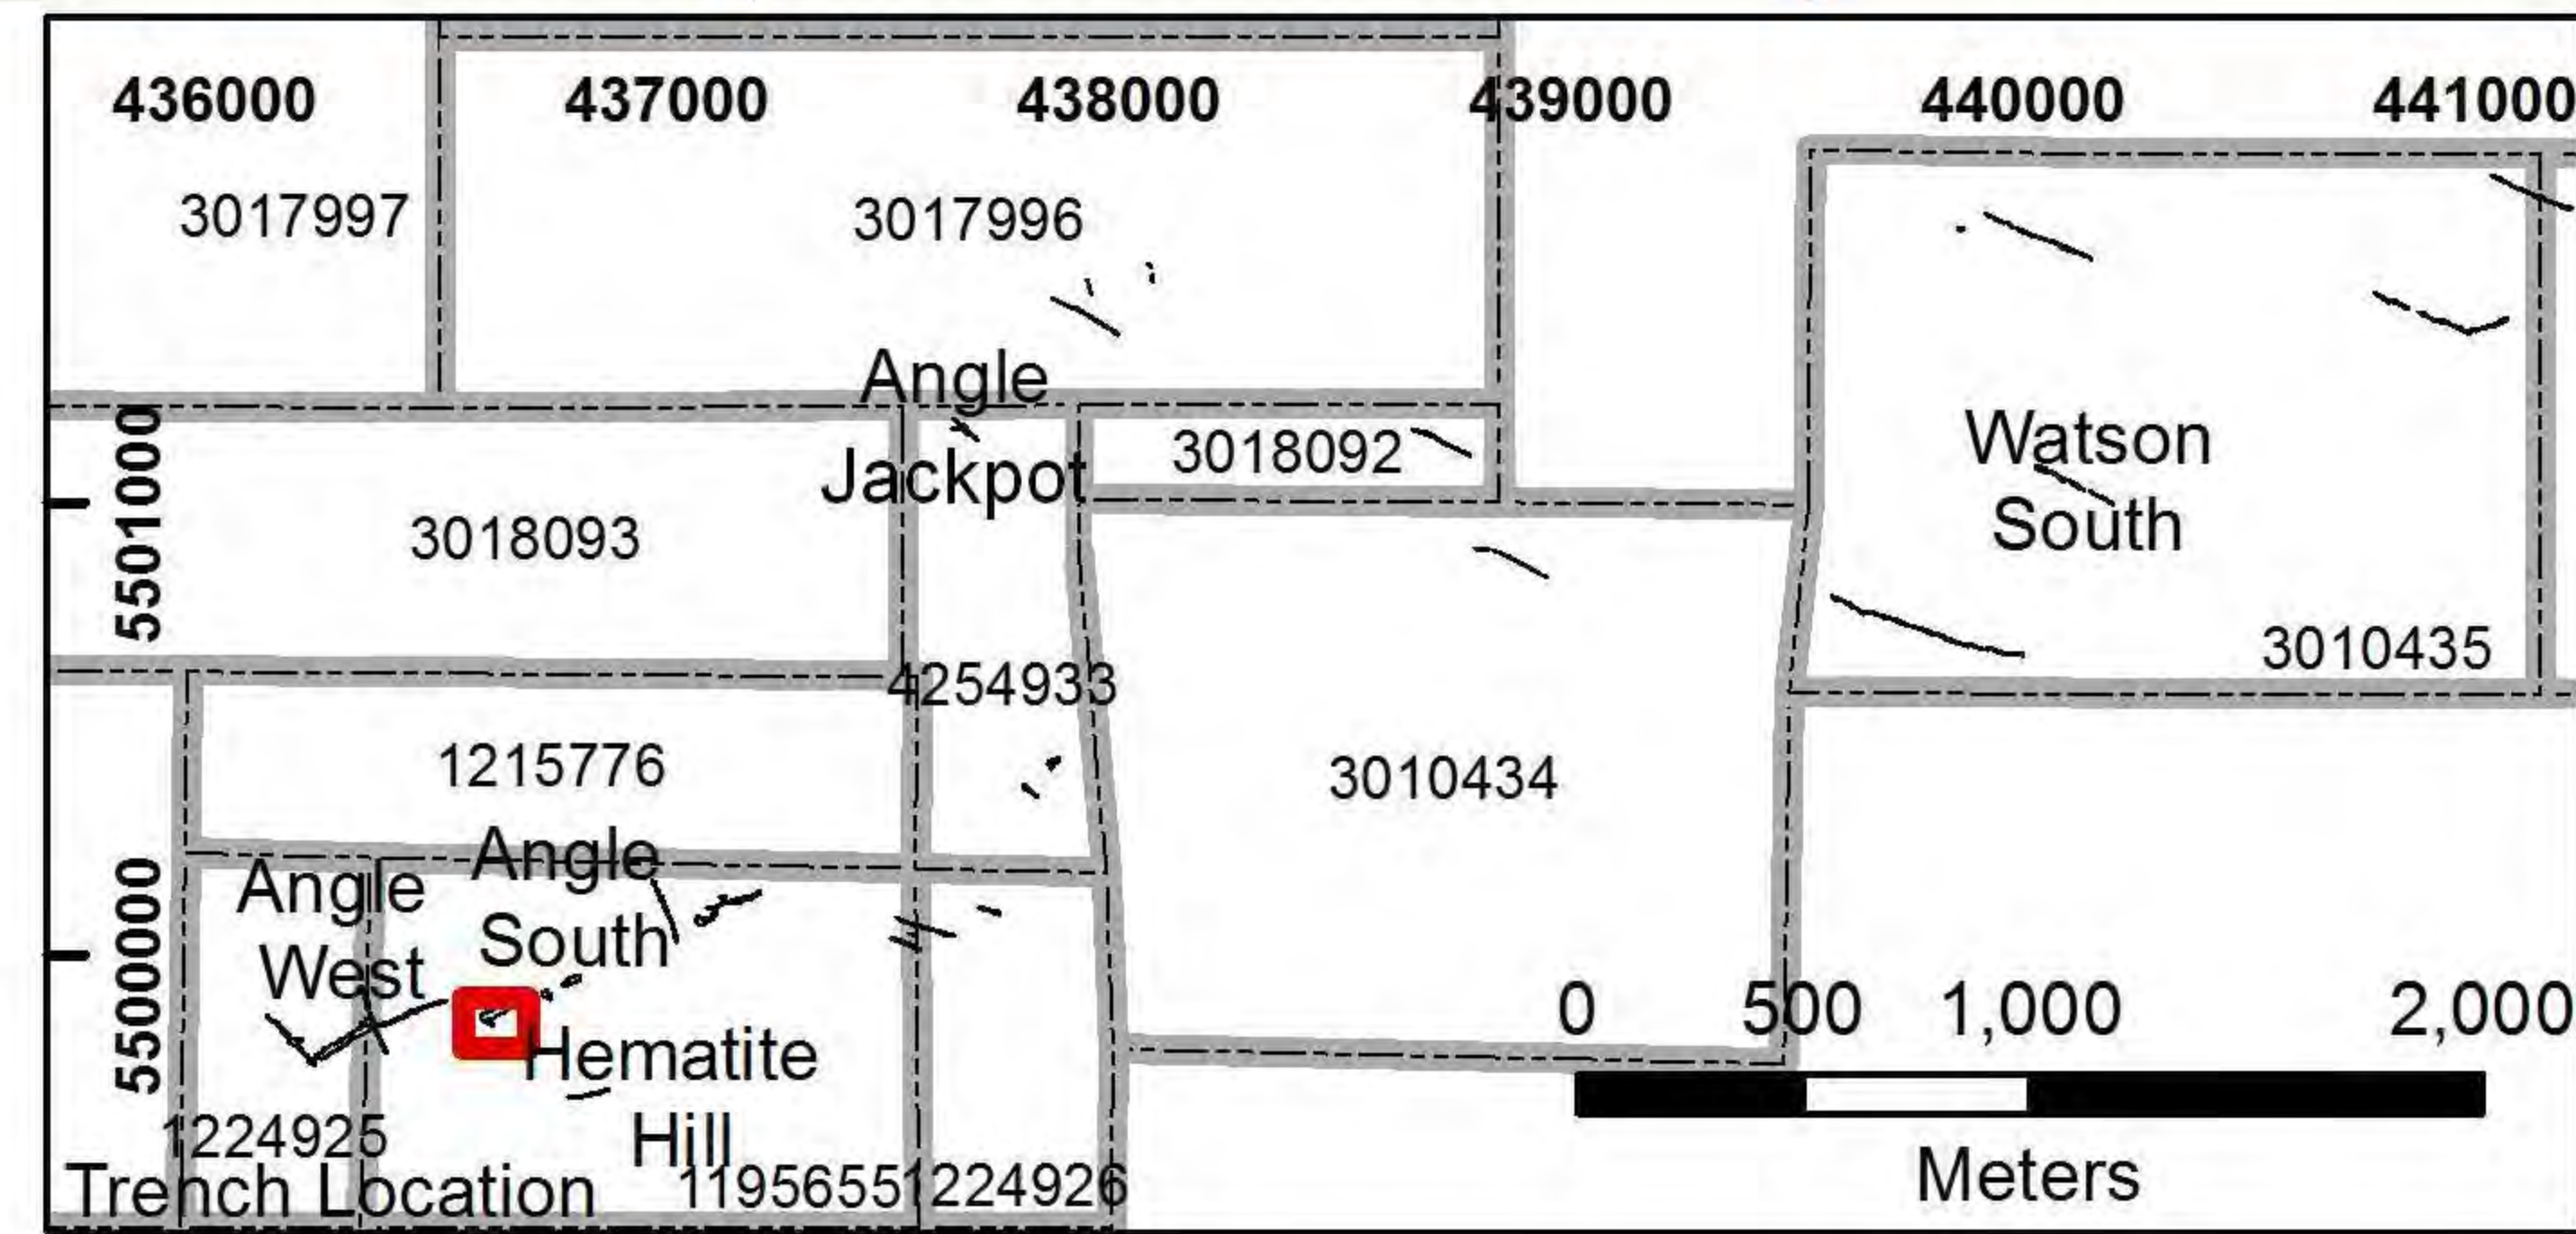 436000 437000 438000 439000 440000 441000
3017997
3017996
Angle
Jackpot
3018092
Watson
South
5501000
3018093
4254933
3010435
1215776
3010434
Angle
West
Angle
South
5500000
Hematite
Hill
0 500 1,000 2,000
Meters
1224925
1195655
1224926
Trench Location